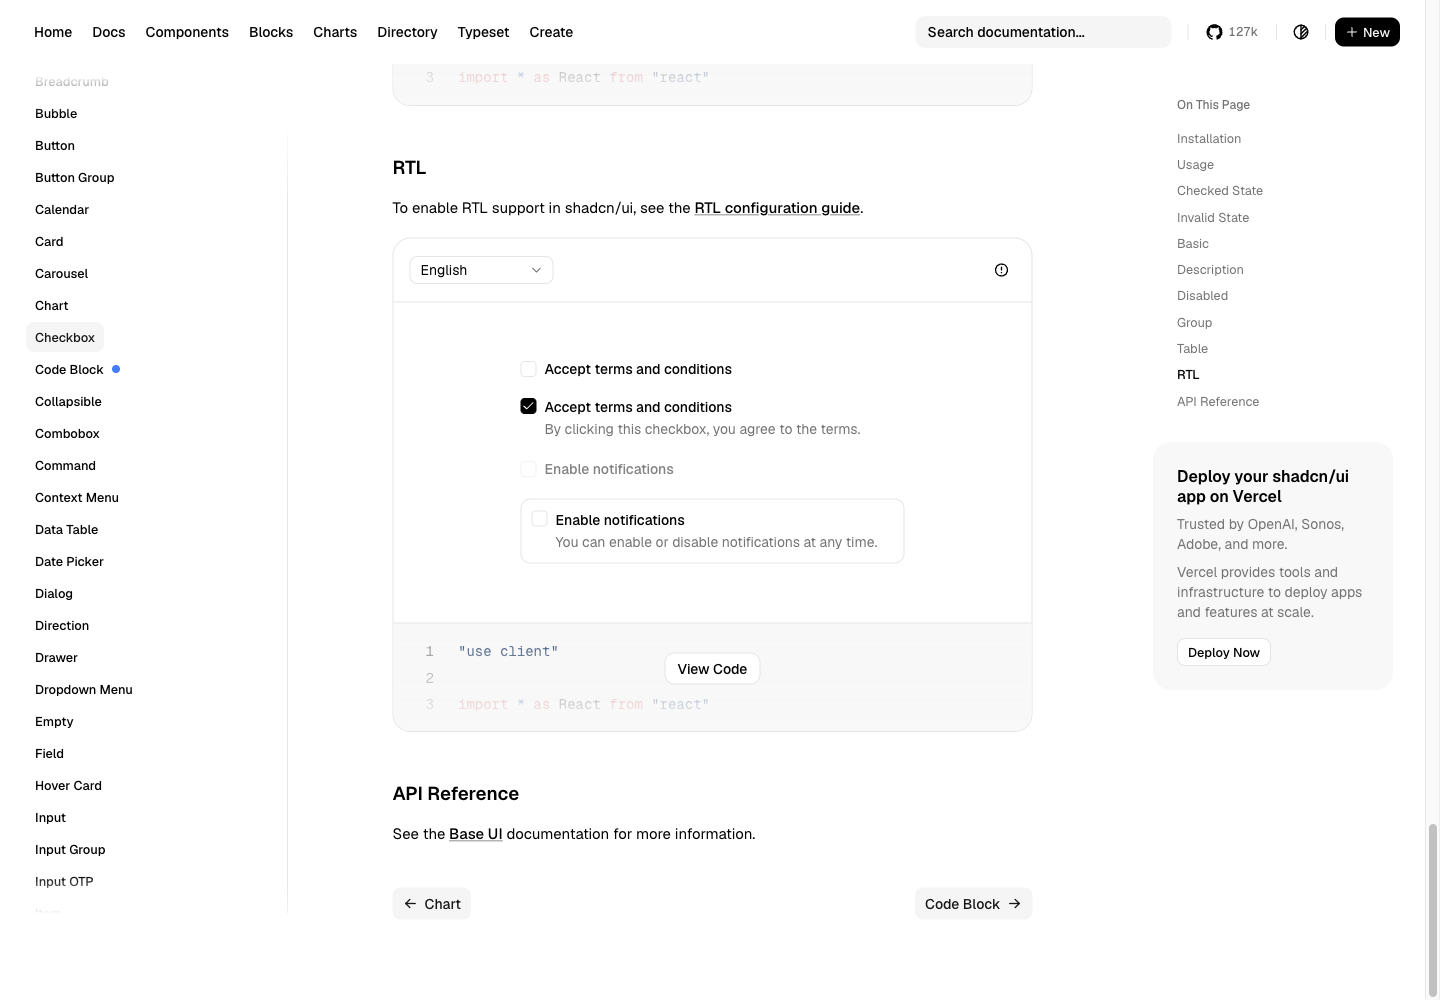 Home Docs Components Blocks Charts Directory Typeset Create
Search documentation...
127k
New
Breadcrumb
Bubble
Button
Button Group
Calendar
Card
Carousel
Chart
Checkbox
Code Block
Collapsible
Combobox
Command
Context Menu
Data Table
Date Picker
Dialog
Direction
Drawer
Dropdown Menu
Empty
Field
Hover Card
Input
Input Group
Input OTP
3 import * as React from "react"
RTL
To enable RTL support in shadcn/ui, see the RTL configuration guide.
English
Accept terms and conditions
Accept terms and conditions
By clicking this checkbox, you agree to the terms.
Enable notifications
Enable notifications
You can enable or disable notifications at any time.
1 "use client"
2
3 import * as React from "react"
View Code
API Reference
See the Base UI documentation for more information.
← Chart
Code Block →
On This Page
Installation
Usage
Checked State
Invalid State
Basic
Description
Disabled
Group
Table
RTL
API Reference
Deploy your shadcn/ui
app on Vercel
Trusted by OpenAI, Sonos,
Adobe, and more.
Vercel provides tools and
infrastructure to deploy apps
and features at scale.
Deploy Now